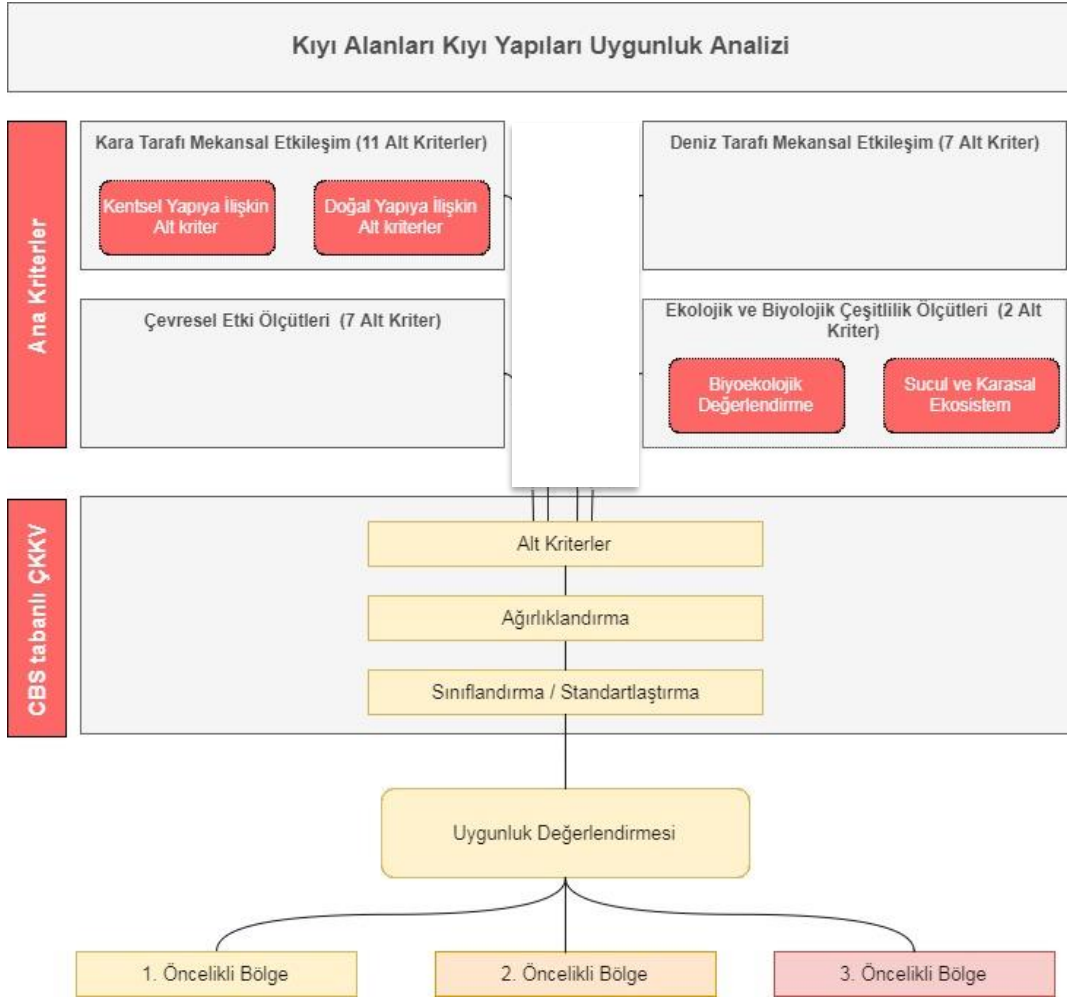 Kıyı Alanları Kıyı Yapıları Uygunluk Analizi
Ana Kriterler
Kara Tarafı Mekansal Etkileşim (11 Alt Kriterler)
Kentsel Yapıya İlişkin
Alt kriter
Doğal Yapıya İlişkin
Alt kriterler
Deniz Tarafı Mekansal Etkileşim (7 Alt Kriter)
Çevresel Etki Ölçütleri (7 Alt Kriter)
Ekolojik ve Biyolojik Çeşitlilik Ölçütleri (2 Alt
Kriter)
Biyoekolojik
Değerlendirme
Sucul ve Karasal
Ekosistem
CBS tabanlı ÇKKV
Alt Kriterler
Ağırlıklandırma
Sınıflandırma / Standartlaştırma
Uygunluk Değerlendirmesi
1. Öncelikli Bölge
2. Öncelikli Bölge
3. Öncelikli Bölge